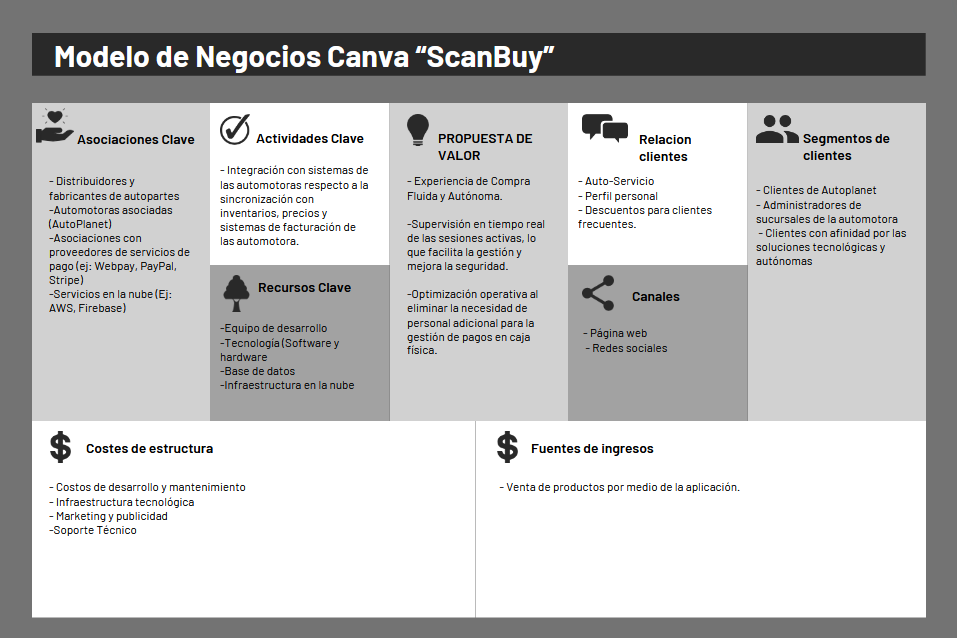 Modelo de Negocios Canva “ScanBuy”
Asociaciones Clave
- Distribuidores y
fabricantes de autopartes
-Automotoras asociadas
(AutoPlanet)
-Asociaciones con
proveedores de servicios de
pago (ej: Webpay, PayPal,
Stripe)
-Servicios en la nube (Ej:
AWS, Firebase)
Actividades Clave
- Integración con sistemas de
las automotoras respecto a la
sincronización con
inventarios, precios y
sistemas de facturación de
las automotora.
Recursos Clave
-Equipo de desarrollo
-Tecnología (Software y
hardware
-Base de datos
-Infraestructura en la nube
PROPUESTA DE
VALOR
- Experiencia de Compra
Fluida y Autónoma.
-Supervisión en tiempo real
de las sesiones activas, lo
que facilita la gestión y
mejora la seguridad.
-Optimización operativa al
eliminar la necesidad de
personal adicional para la
gestión de pagos en caja
física.
Relacion
clientes
- Auto-Servicio
- Perfil personal
- Descuentos para clientes
frecuentes.
Canales
- Página web
- Redes sociales
Segmentos de
clientes
- Clientes de Autoplanet
- Administradores de
sucursales de la automotora
- Clientes con afinidad por las
soluciones tecnológicas y
autónomas
Costes de estructura
- Costos de desarrollo y mantenimiento
- Infraestructura tecnológica
- Marketing y publicidad
-Soporte Técnico
Fuentes de ingresos
- Venta de productos por medio de la aplicación.